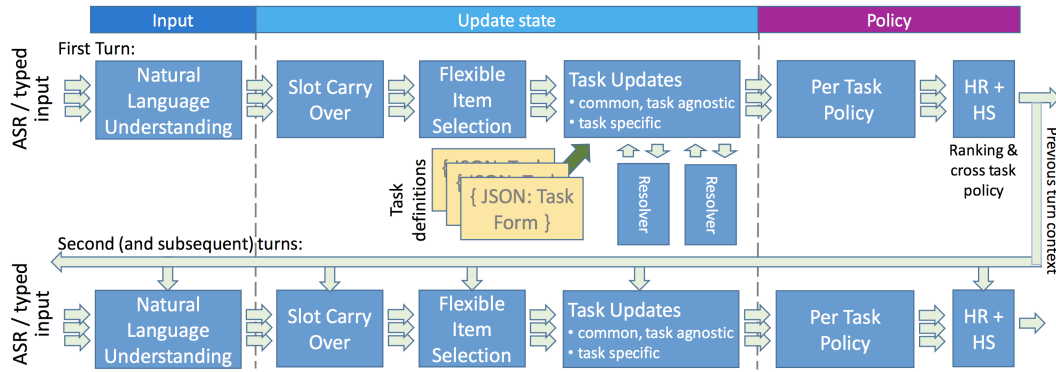 Input
Update state
Policy
First Turn:
ASR / typed
input
Natural
Language
Understanding
Slot Carry
Over
Flexible
Item
Selection
Task Updates
• common, task agnostic
• task specific
Per Task
Policy
HR +
HS
Ranking &
cross task
policy
Previous turn context
Task
definitions
{ JSON: Task
{ JSON: Task
Form }
Resolver
Resolver
Second (and subsequent) turns:
ASR / typed
input
Natural
Language
Understanding
Slot Carry
Over
Flexible
Item
Selection
Task Updates
• common, task agnostic
• task specific
Per Task
Policy
HR +
HS